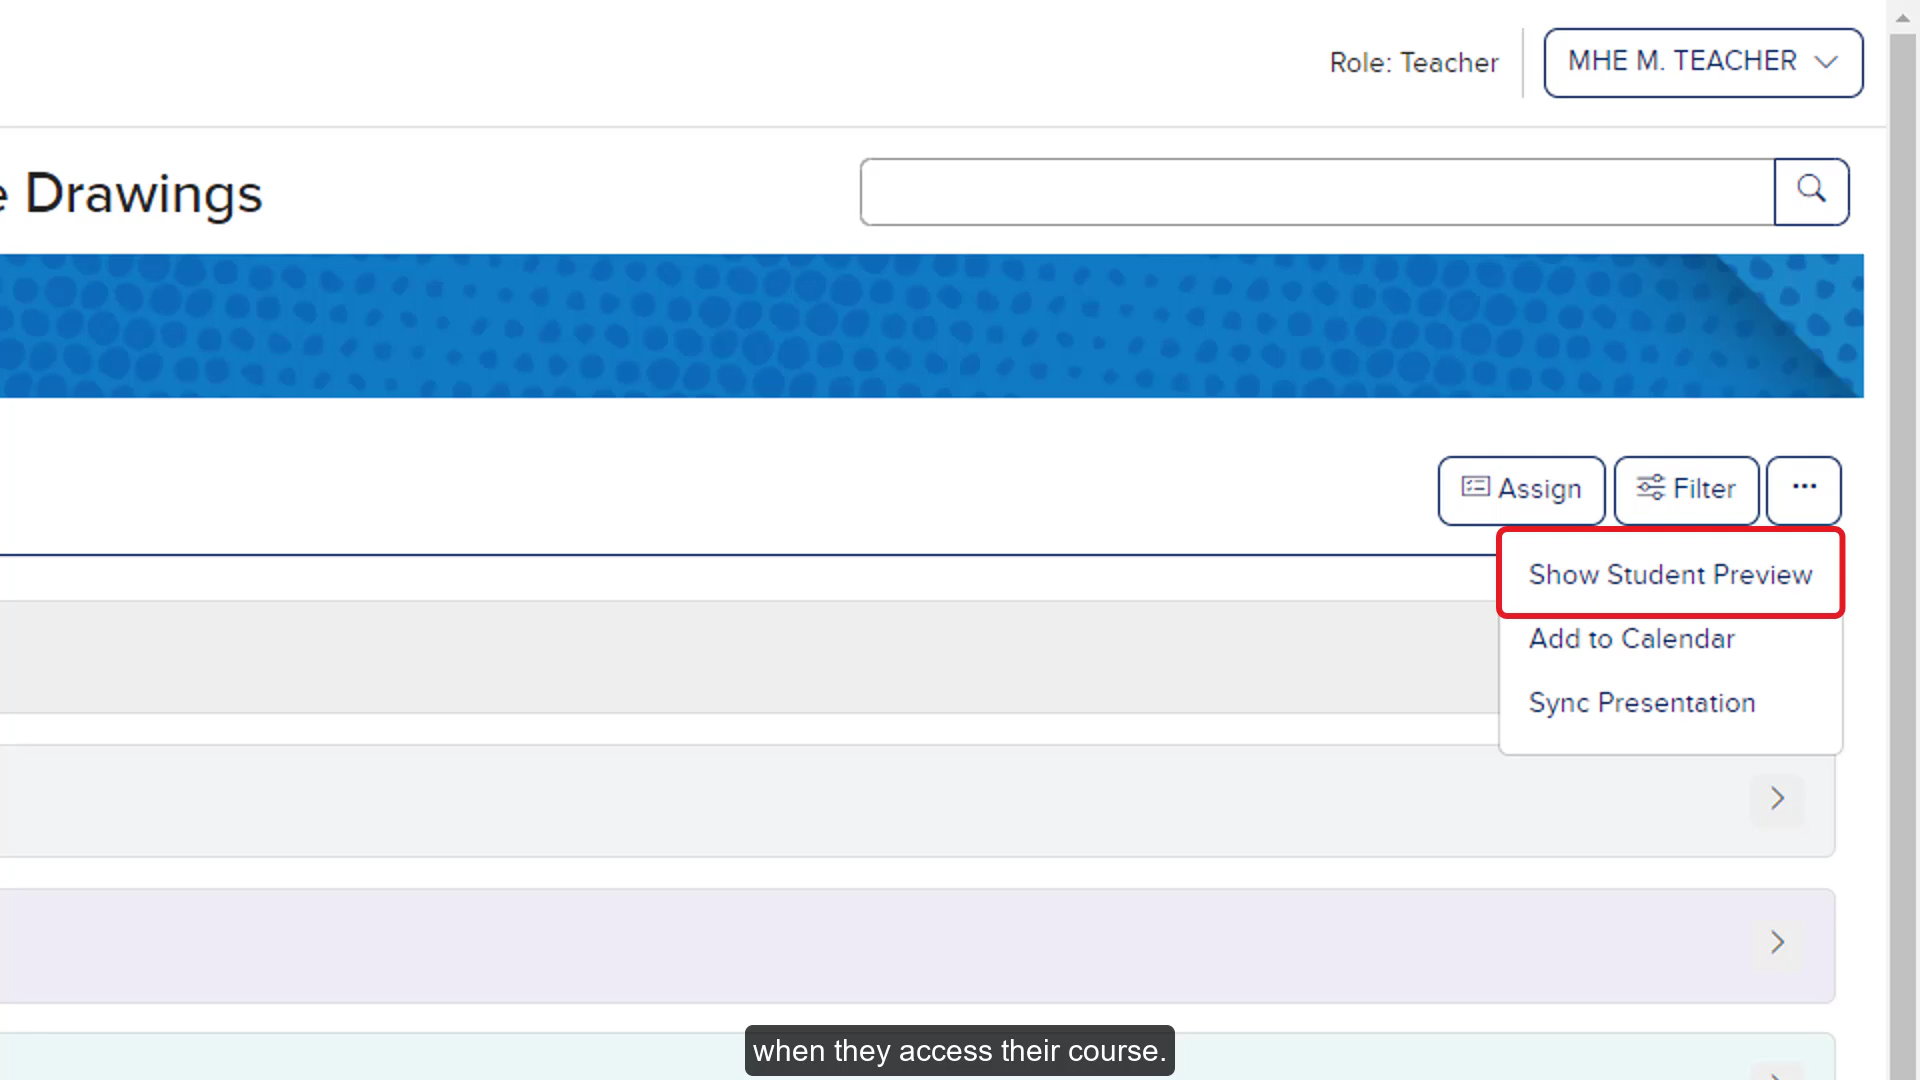 Role: Teacher
MHE M. TEACHER
e Drawings
Assign
Filter
...
Show Student Preview
Add to Calendar
Sync Presentation
when they access their course.